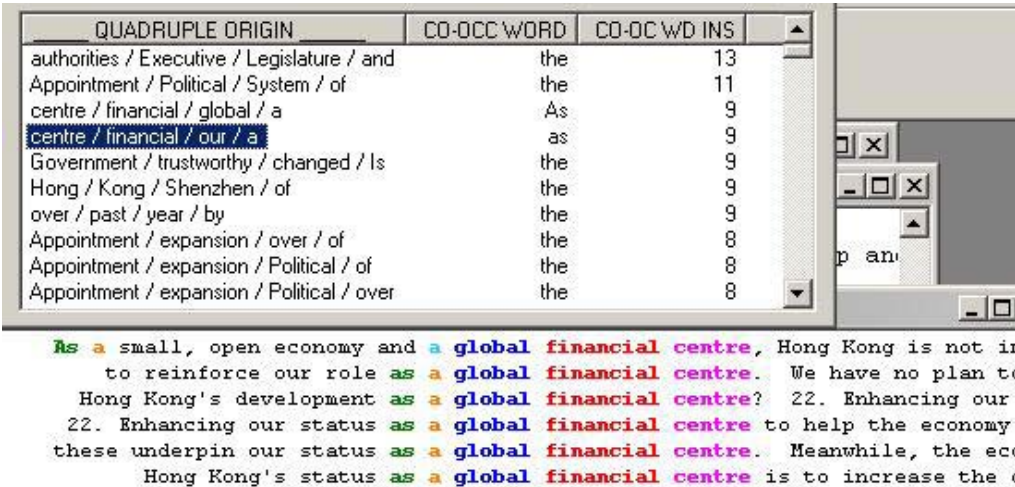 _____ QUADRUPLE ORIGIN ______ CO-OCC WORD CO-OC WD INS
authorities / Executive / Legislature / and the 13
Appointment / Political / System / of the 11
centre / financial / global / a As 9
centre / financial / our / a as 9
Government / trustworthy / changed / Is the 9
Hong / Kong / Shenzhen / of the 9
over / past / year / by the 9
Appointment / expansion / over / of the 8
Appointment / expansion / Political / of the 8
Appointment / expansion / Political / over the 8
p an
As a small, open economy and a global financial centre, Hong Kong is not in
to reinforce our role as a global financial centre. We have no plan to
Hong Kong's development as a global financial centre? 22. Enhancing our
22. Enhancing our status as a global financial centre to help the economy
these underpin our status as a global financial centre. Meanwhile, the eco
Hong Kong's status as a global financial centre is to increase the